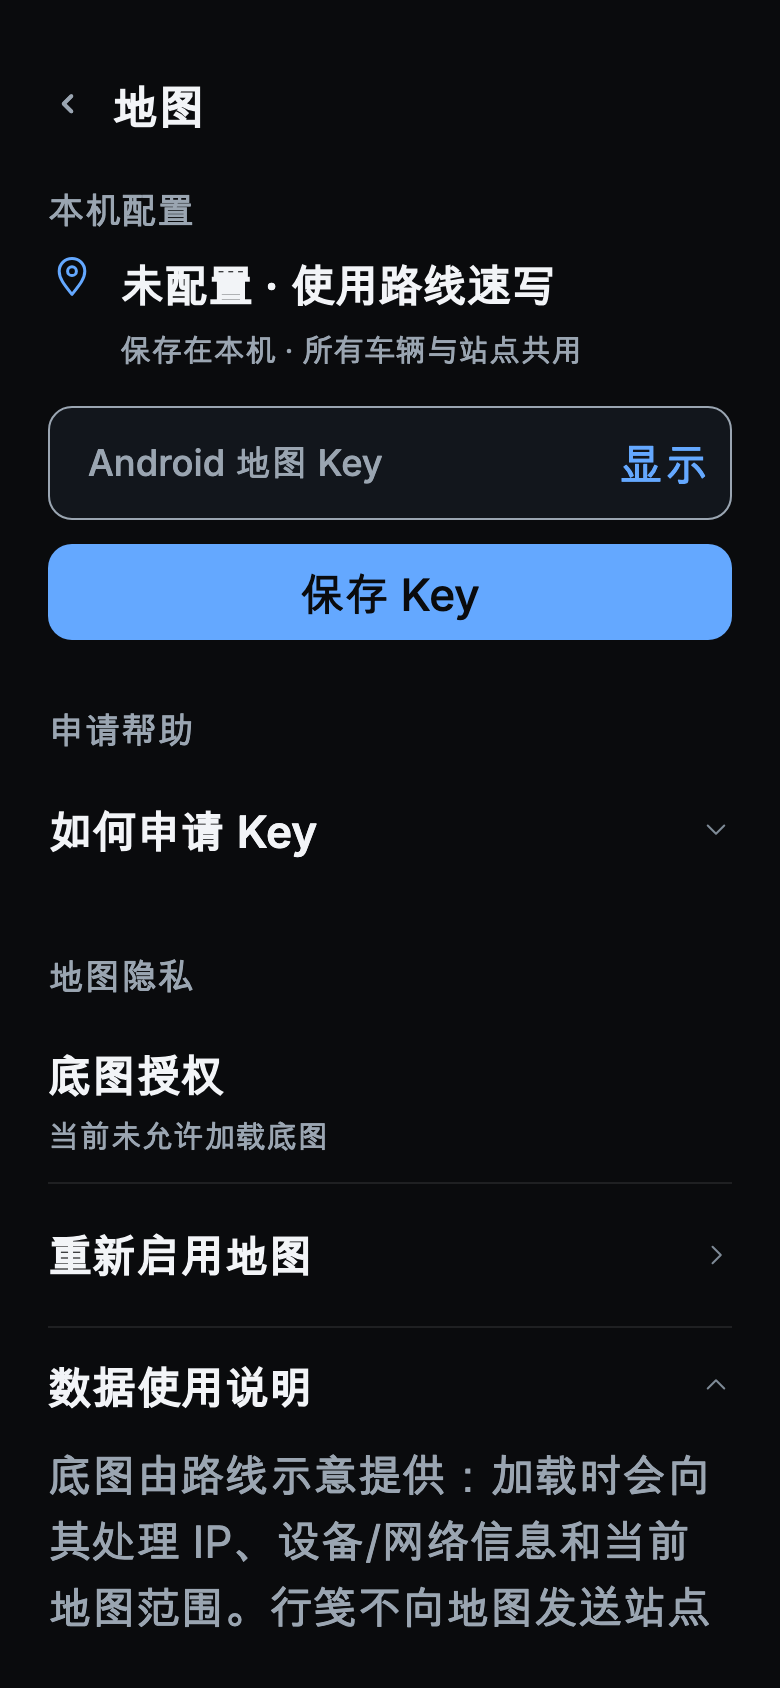 地图
本机配置
未配置 · 使用路线速写
保存在本机 · 所有车辆与站点共用
Android 地图 Key
显示
保存 Key
申请帮助
如何申请 Key
地图隐私
底图授权
当前未允许加载底图
重新启用地图
数据使用说明
底图由路线示意提供：加载时会向
其处理 IP、设备/网络信息和当前
地图范围。行笺不向地图发送站点